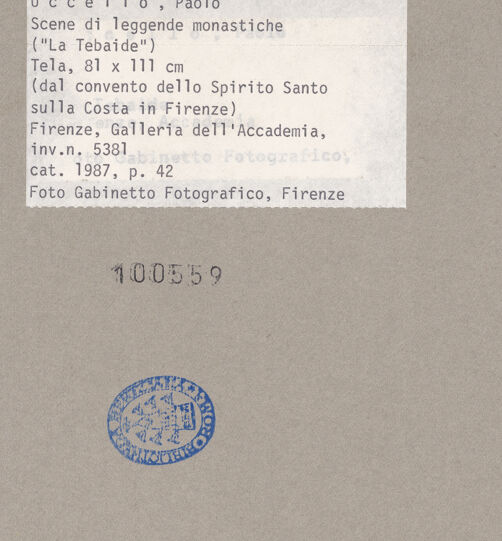 Uccello, Paolo
Scene di leggende monastiche
("La Tebaide")
Tela, 81 x 111 cm
(dal convento dello Spirito Santo
sulla Costa in Firenze)
Firenze, Galleria dell'Accademia,
inv.n. 5381
cat. 1987, p. 42
Foto Gabinetto Fotografico, Firenze
100559